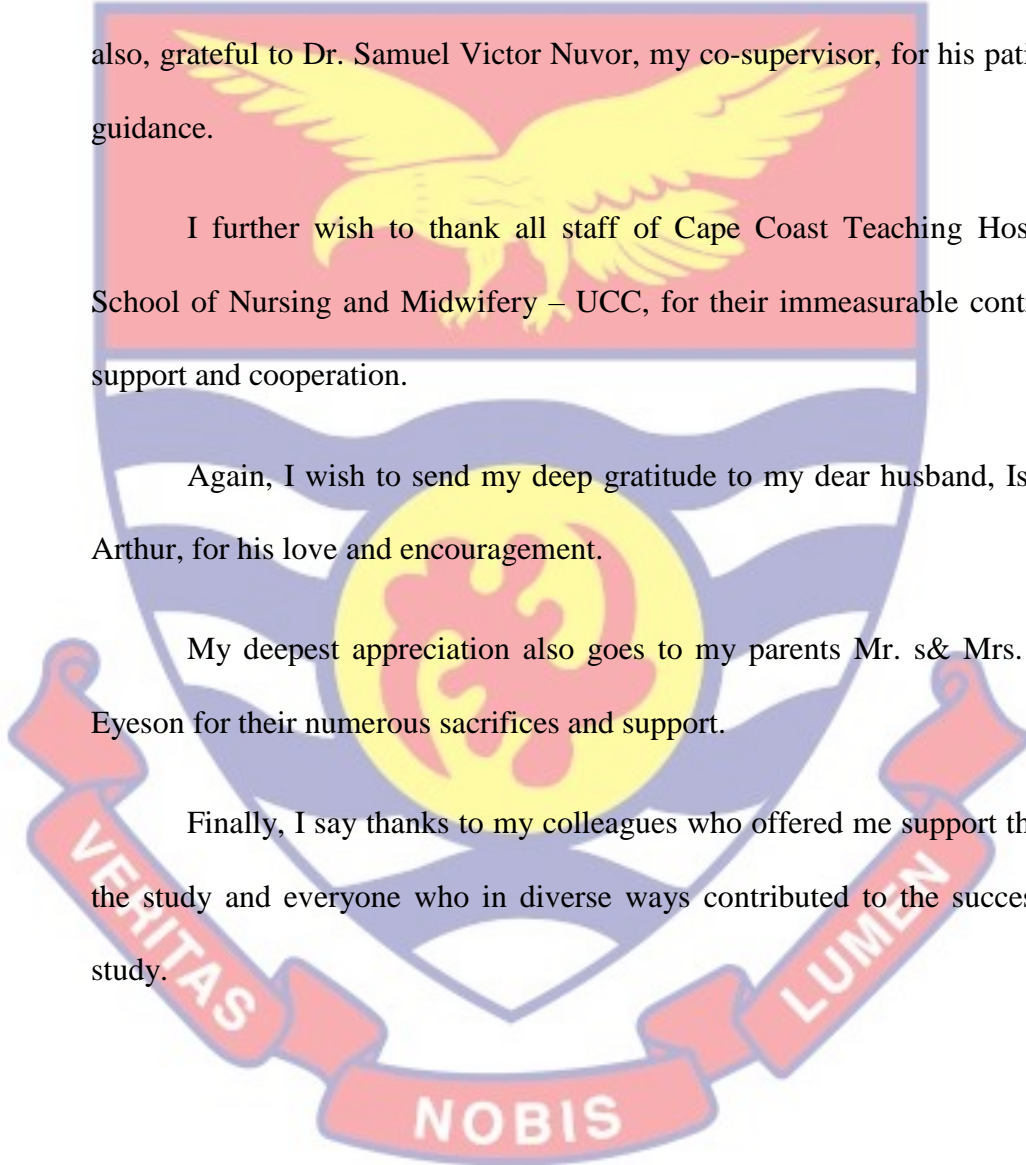 also, grateful to Dr. Samuel Victor Nuvor, my co-supervisor, for his pati
guidance.
I further wish to thank all staff of Cape Coast Teaching Hos
School of Nursing and Midwifery – UCC, for their immeasurable cont
support and cooperation.
Again, I wish to send my deep gratitude to my dear husband, Is
Arthur, for his love and encouragement.
My deepest appreciation also goes to my parents Mr. s& Mrs.
Eyeson for their numerous sacrifices and support.
Finally, I say thanks to my colleagues who offered me support th
the study and everyone who in diverse ways contributed to the succes
study.
VERITAS
NOBIS
LUMEN